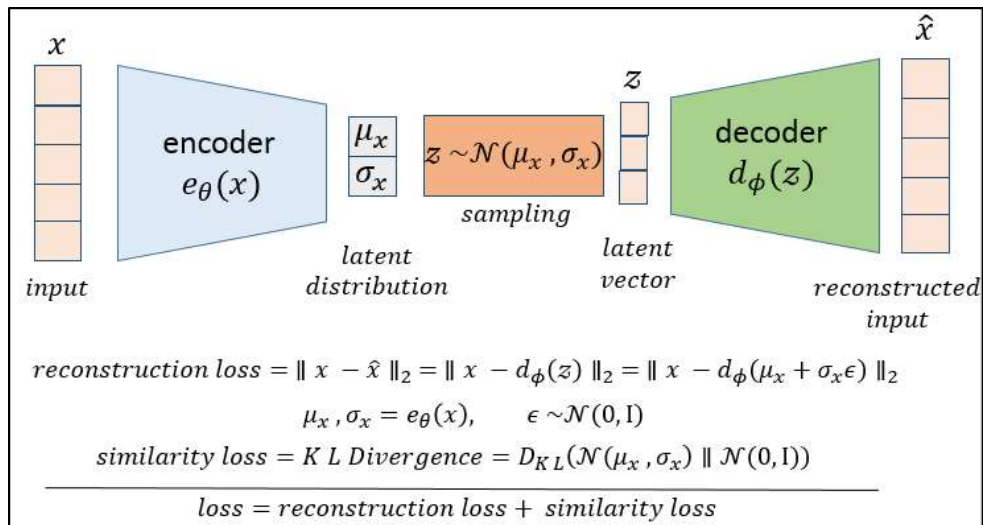 x
x̂
z
encoder
e_θ(x)
μ_x
σ_x
z ~ 𝒩(μ_x , σ_x)
sampling
decoder
d_ϕ(z)
input
latent
distribution
latent
vector
reconstructed
input
reconstruction loss = ‖ x − x̂ ‖₂ = ‖ x − d_ϕ(z) ‖₂ = ‖ x − d_ϕ(μ_x + σ_x ϵ) ‖₂
μ_x , σ_x = e_θ(x), ϵ ~ 𝒩(0, I)
similarity loss = K L Divergence = D_{K L}(𝒩(μ_x , σ_x) ‖ 𝒩(0, I))
loss = reconstruction loss + similarity loss